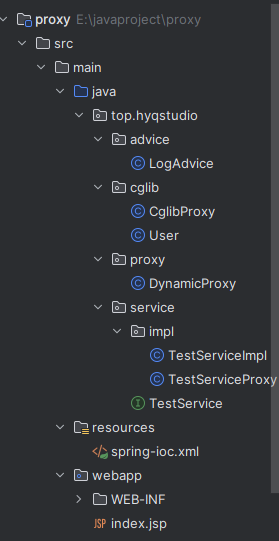 proxy E:\javaproject\proxy
src
main
java
top.hyqstudio
advice
LogAdvice
cglib
CglibProxy
User
proxy
DynamicProxy
service
impl
TestServiceImpl
TestServiceProxy
TestService
resources
spring-ioc.xml
webapp
WEB-INF
JSP index.jsp